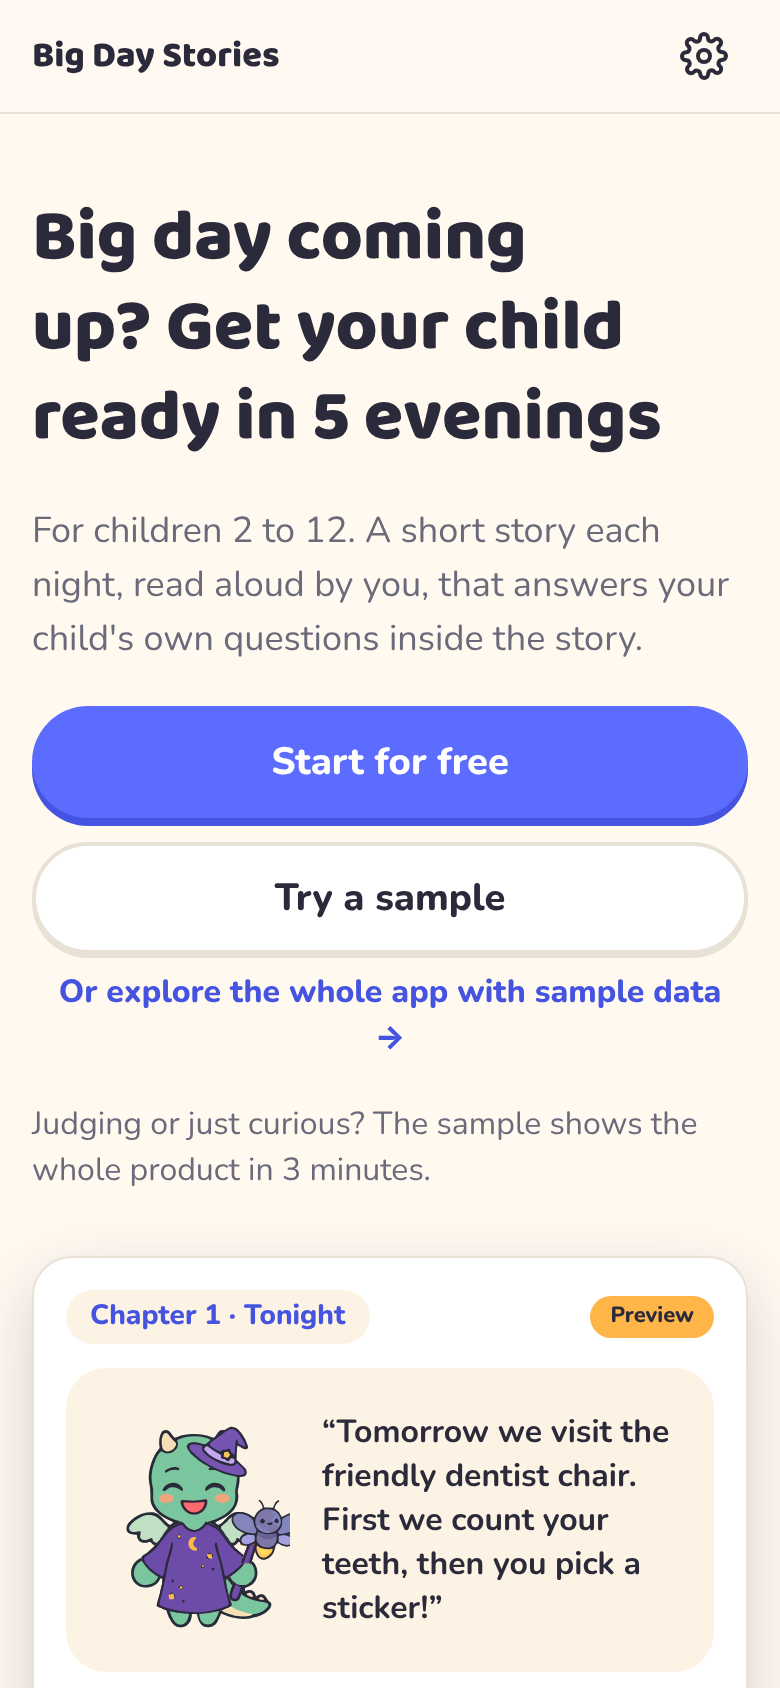 Big Day Stories
Big day coming
up? Get your child
ready in 5 evenings
For children 2 to 12. A short story each
night, read aloud by you, that answers your
child's own questions inside the story.
Start for free
Try a sample
Or explore the whole app with sample data
→
Judging or just curious? The sample shows the
whole product in 3 minutes.
Chapter 1 · Tonight
Preview
“Tomorrow we visit the
friendly dentist chair.
First we count your
teeth, then you pick a
sticker!”